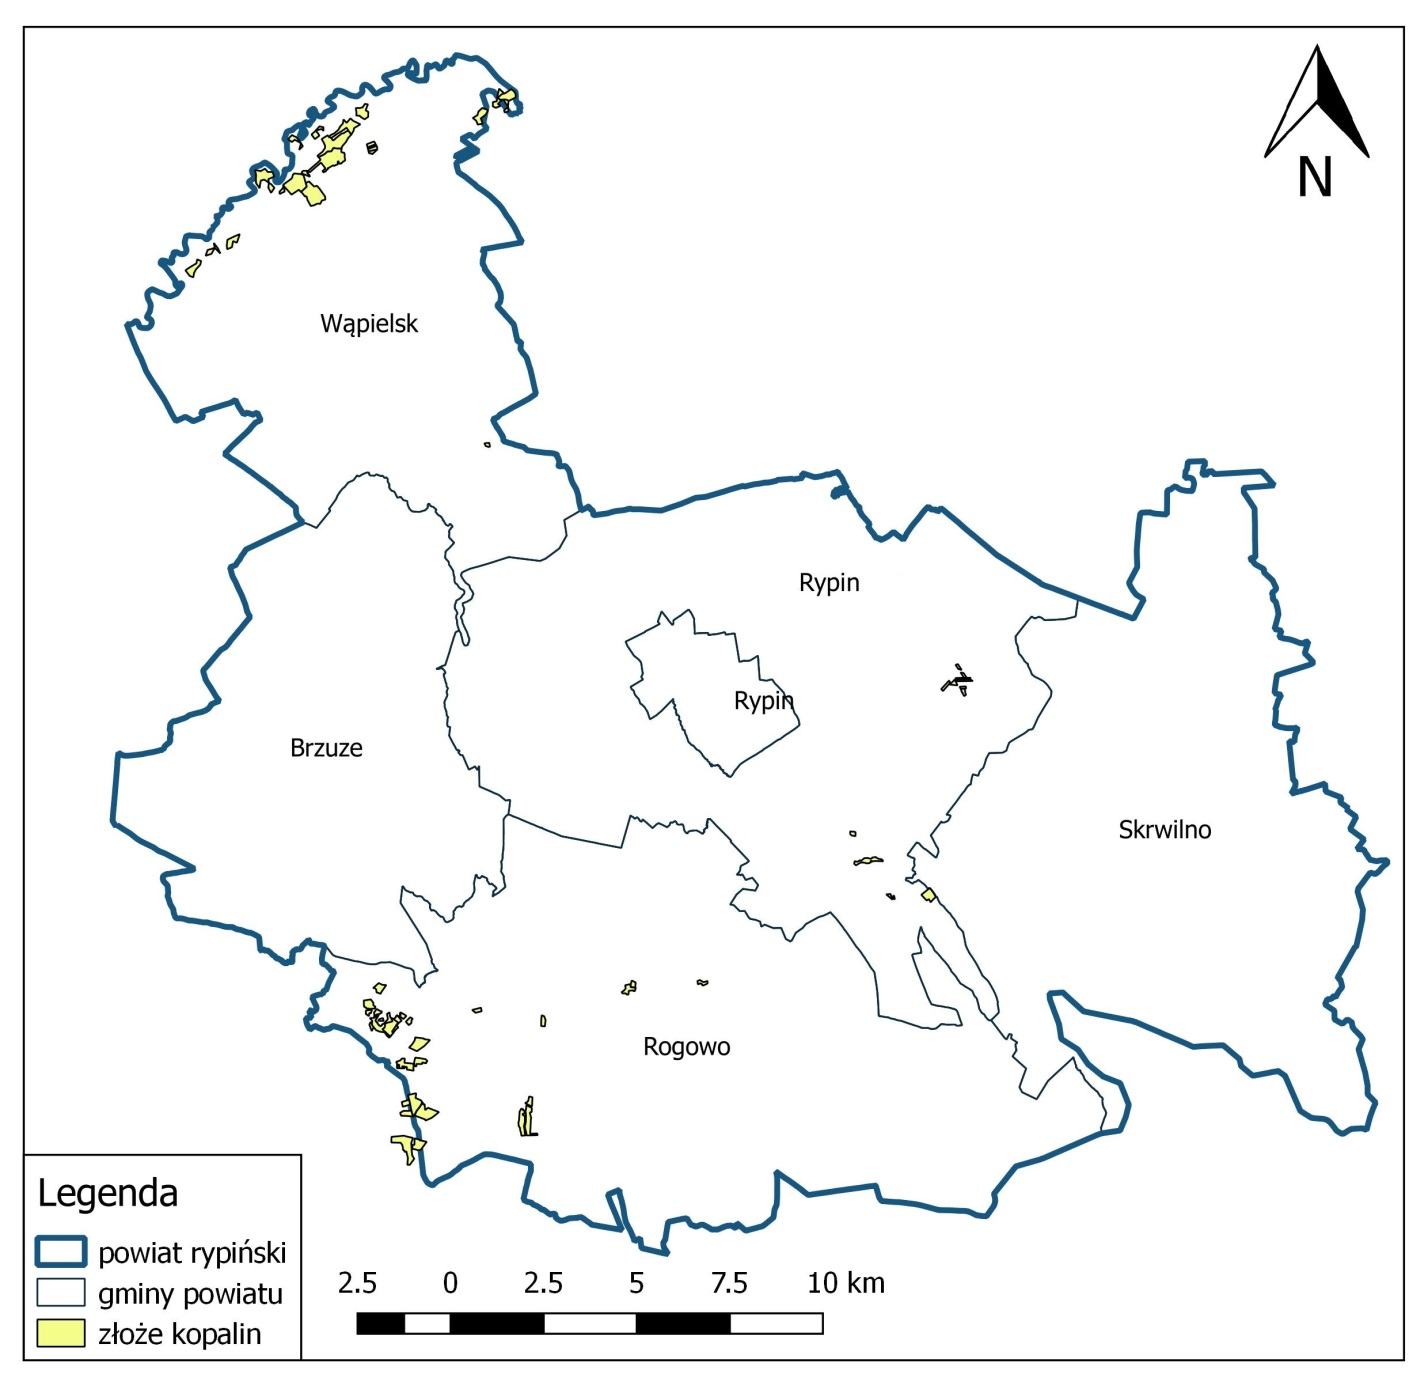 N
Wąpielsk
Rypin
Rypin
Brzuze
Skrwilno
Rogowo
Legenda
powiat rypiński
gminy powiatu
złoże kopalin
2.5 0 2.5 5 7.5 10 km